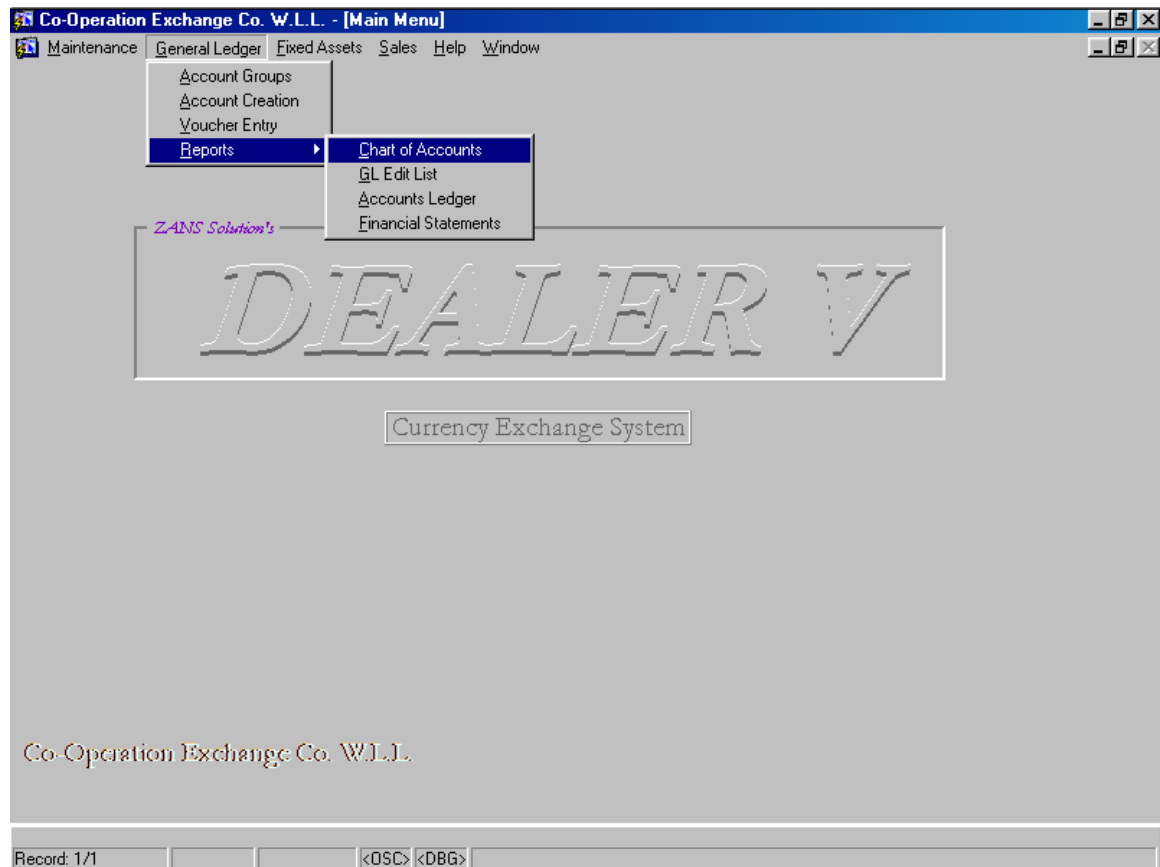 Co-Operation Exchange Co. W.L.L. - [Main Menu]
Maintenance General Ledger Fixed Assets Sales Help Window
Account Groups
Account Creation
Voucher Entry
Reports
Chart of Accounts
GL Edit List
Accounts Ledger
Financial Statements
ZANS Solution's
DEALER V
Currency Exchange System
Co-Operation Exchange Co. W.L.L.
Record: 1/1 <OSC> <DBG>